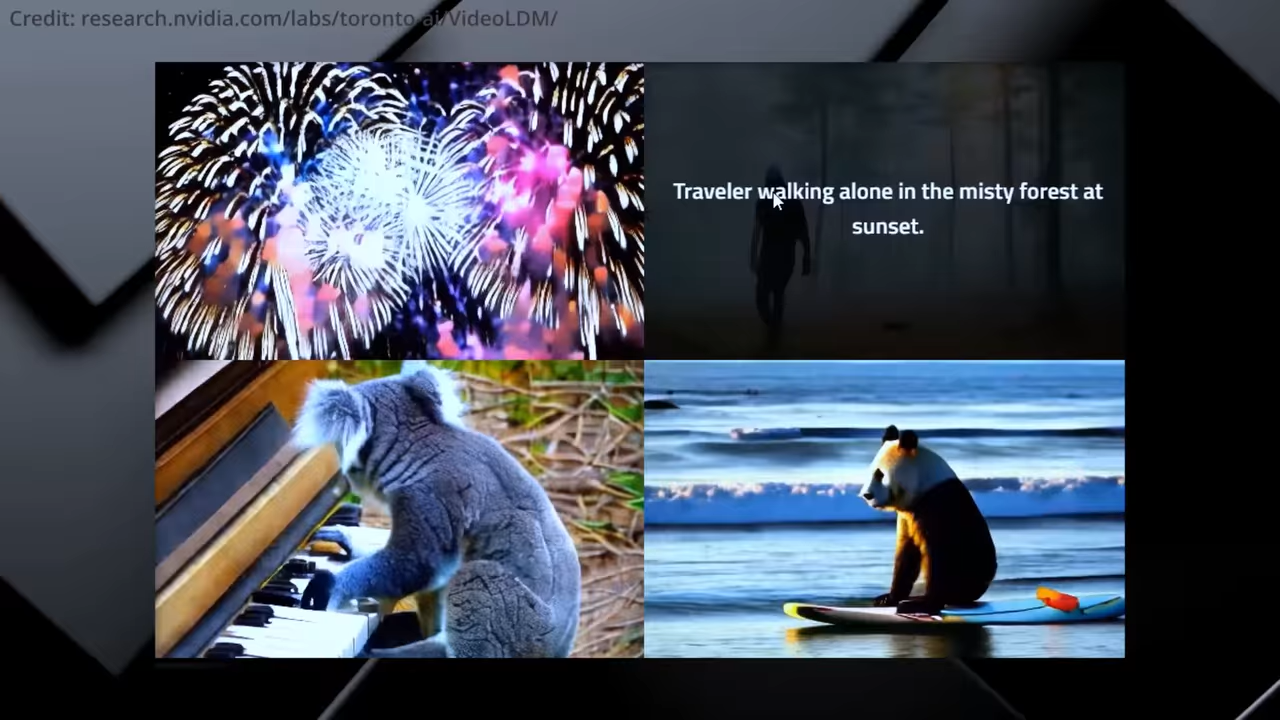 Credit: research.nvidia.com/labs/toronto-ai/VideoLDM/
Traveler walking alone in the misty forest at
sunset.